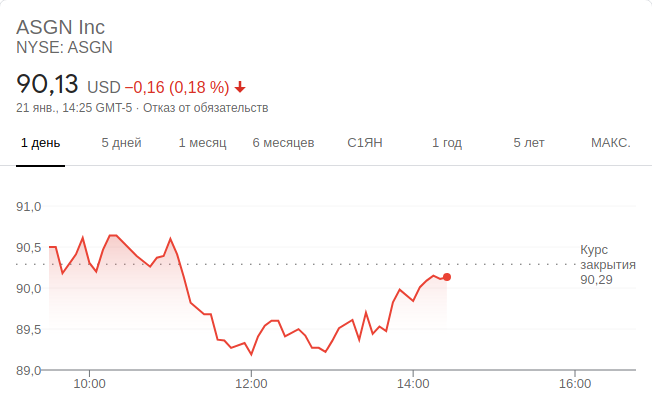 ASGN Inc
NYSE: ASGN
90,13 USD −0,16 (0,18 %)
21 янв., 14:25 GMT-5 · Отказ от обязательств
1 день 5 дней 1 месяц 6 месяцев С1ЯН 1 год 5 лет МАКС.
91,0
90,5
Курс
закрытия
90,29
90,0
89,5
89,0
10:00 12:00 14:00 16:00